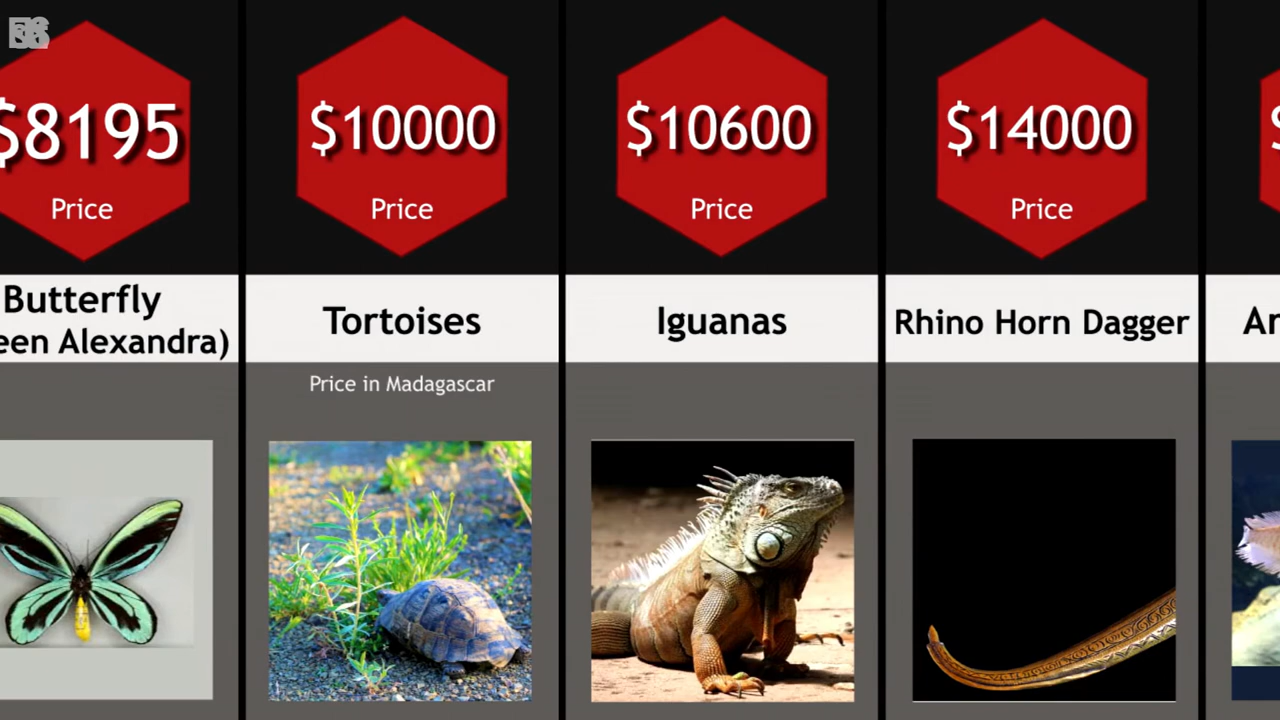 $8195
Price
Butterfly
een Alexandra)
$10000
Price
Tortoises
Price in Madagascar
$10600
Price
Iguanas
$14000
Price
Rhino Horn Dagger